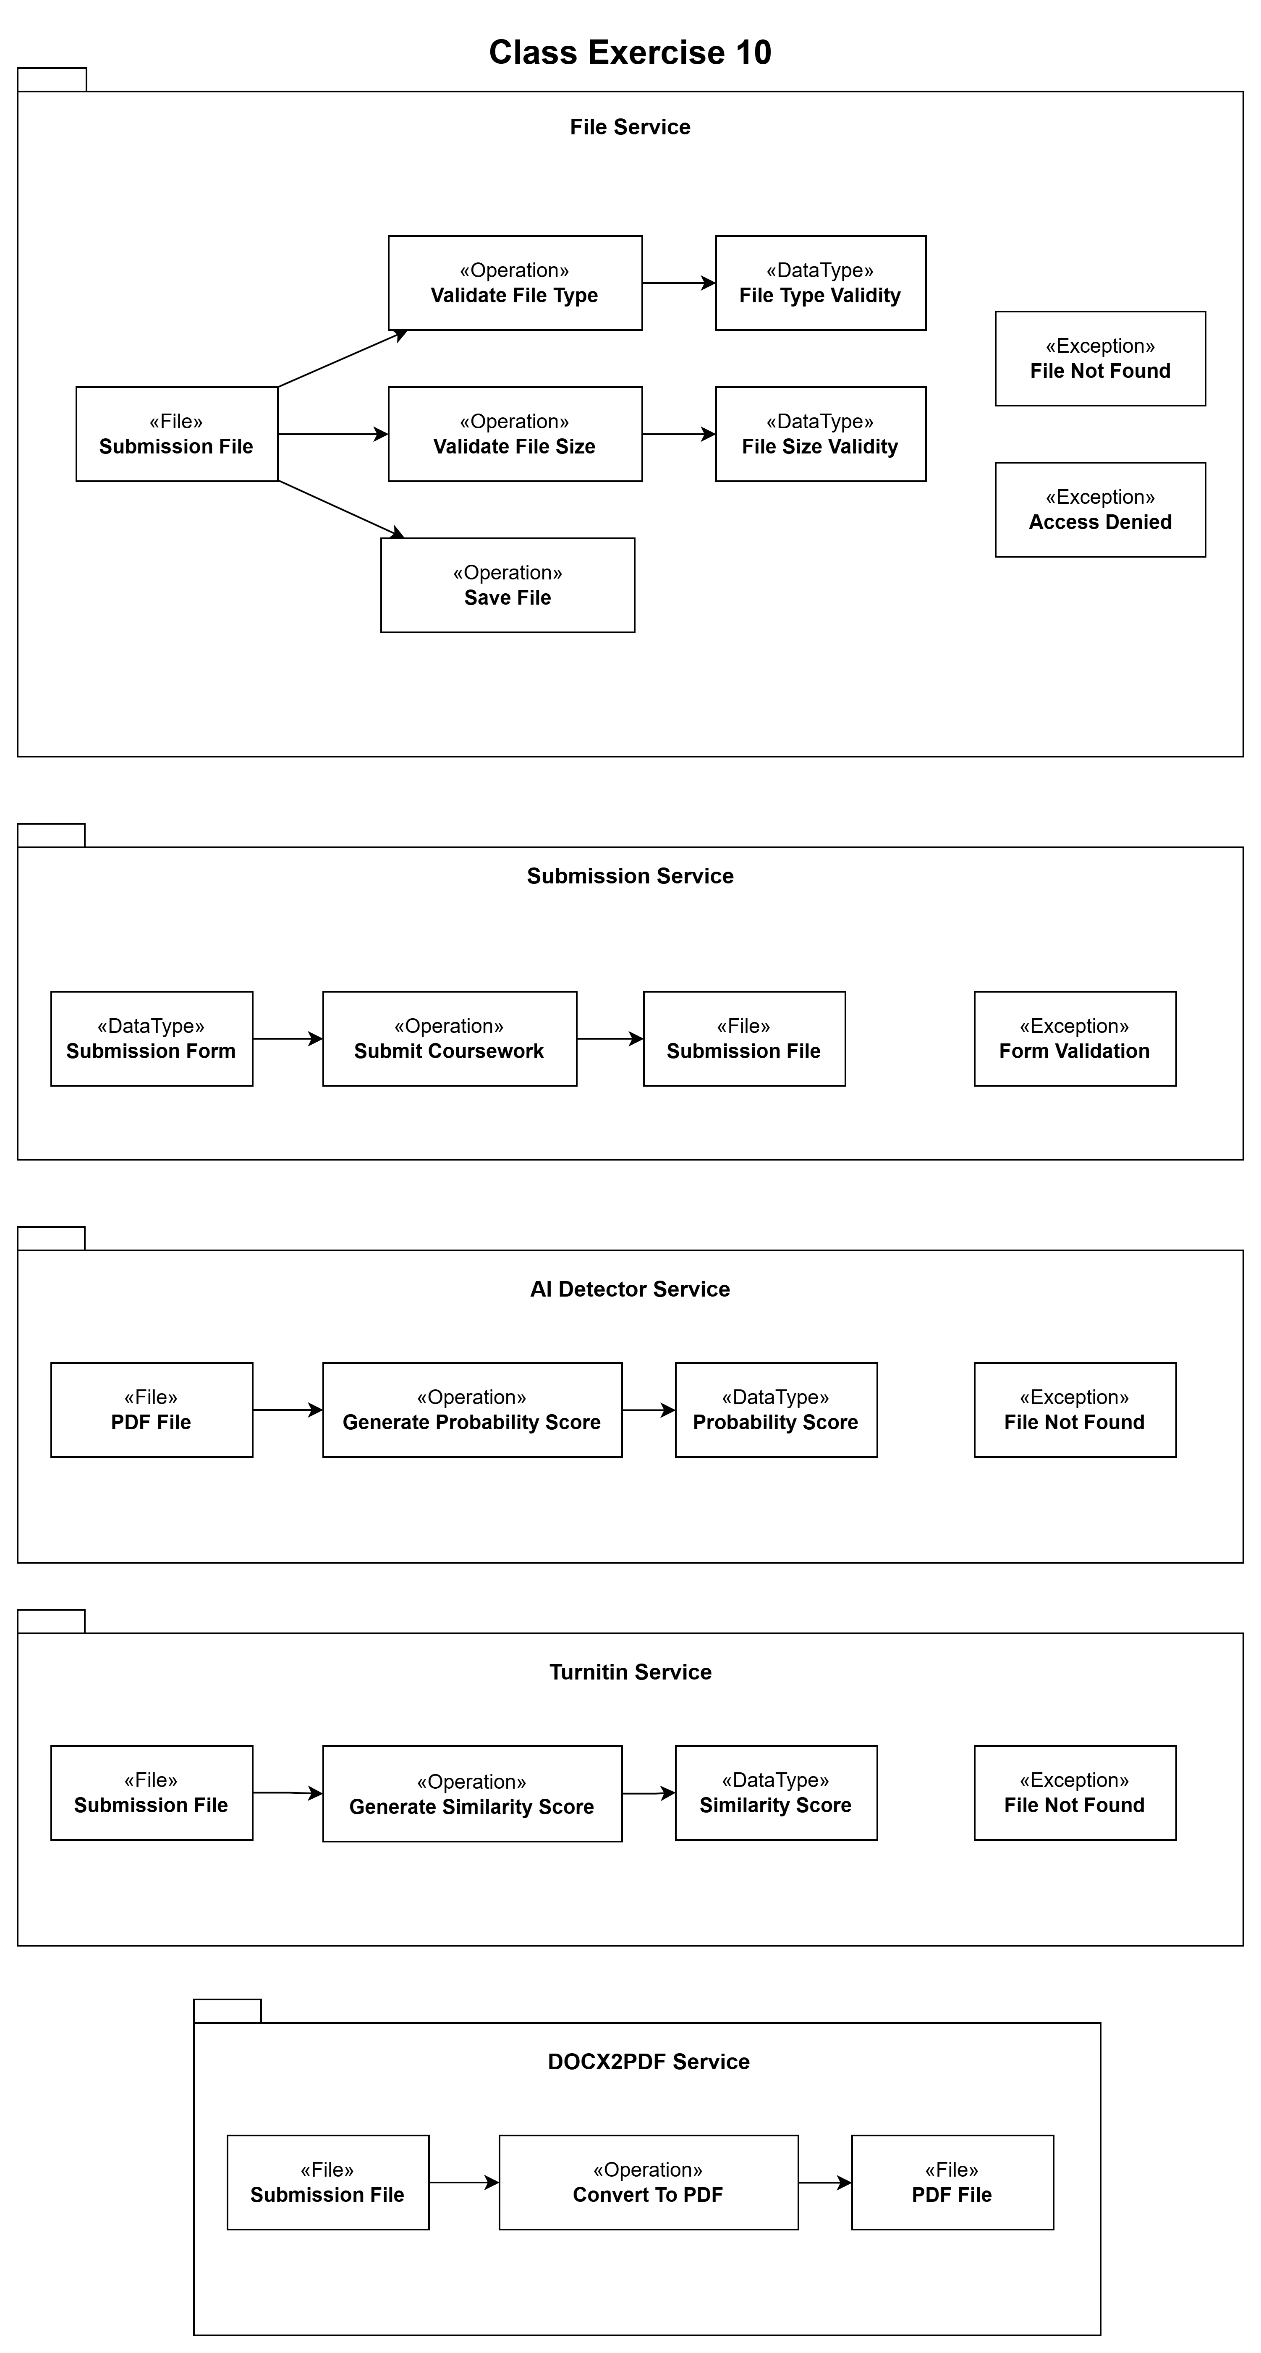 Class Exercise 10
File Service
«Operation»
Validate File Type
«DataType»
File Type Validity
«Exception»
File Not Found
«File»
Submission File
«Operation»
Validate File Size
«DataType»
File Size Validity
«Exception»
Access Denied
«Operation»
Save File
Submission Service
«DataType»
Submission Form
«Operation»
Submit Coursework
«File»
Submission File
«Exception»
Form Validation
AI Detector Service
«File»
PDF File
«Operation»
Generate Probability Score
«DataType»
Probability Score
«Exception»
File Not Found
Turnitin Service
«File»
Submission File
«Operation»
Generate Similarity Score
«DataType»
Similarity Score
«Exception»
File Not Found
DOCX2PDF Service
«File»
Submission File
«Operation»
Convert To PDF
«File»
PDF File